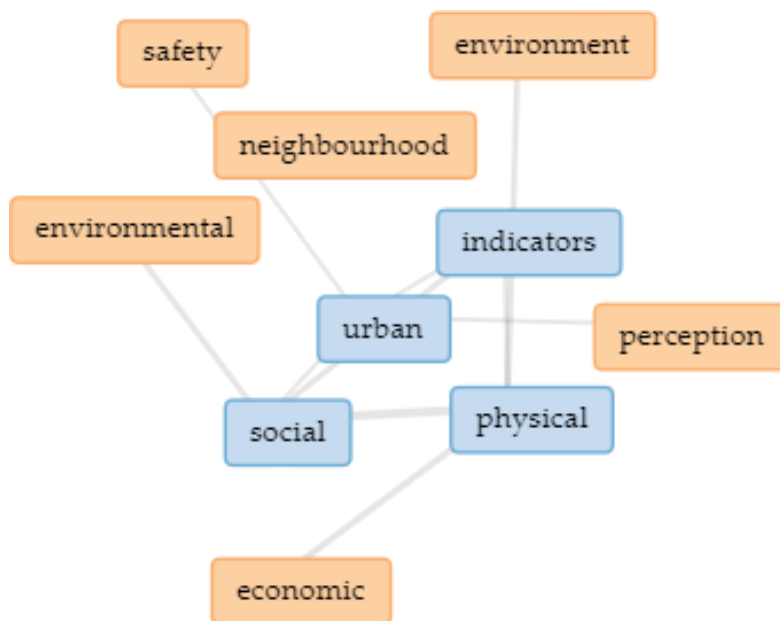 safety
environment
neighbourhood
environmental
indicators
urban
perception
social
physical
economic